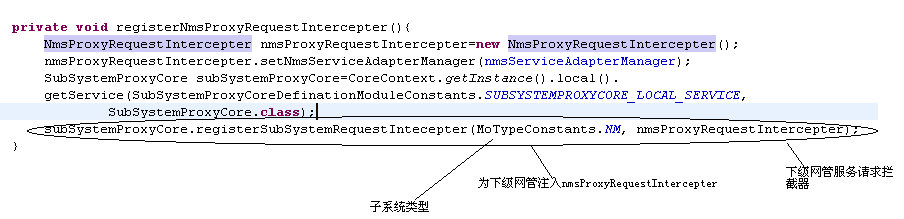 private void registerNmsProxyRequestIntercepter(){
NmsProxyRequestIntercepter nmsProxyRequestIntercepter=new NmsProxyRequestIntercepter();
nmsProxyRequestIntercepter.setNmsServiceAdapterManager(nmsServiceAdapterManager);
SubSystemProxyCore subSystemProxyCore=CoreContext.getInstance().local().
getService(SubSystemProxyCoreDefinationModuleConstants.SUBSYSTEMPROXYCORE_LOCAL_SERVICE,
SubSystemProxyCore.class);
subSystemProxyCore.registerSubSystemRequestIntecepter(MoTypeConstants.NM, nmsProxyRequestIntercepter);
}
下级网管服务请求拦
截器
为下级网管注入nmsProxyRequestIntercepter
子系统类型